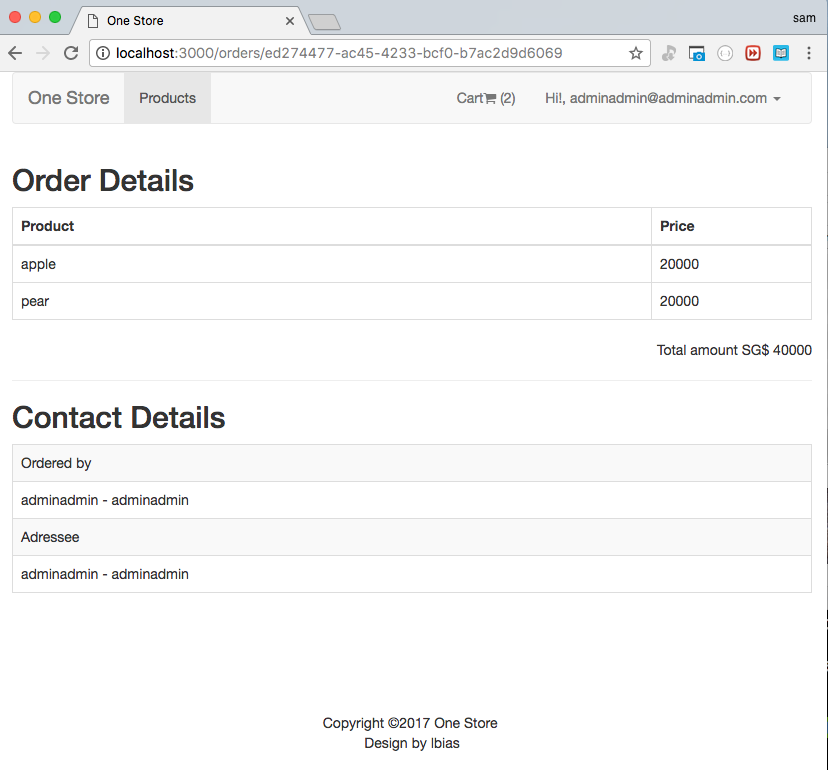 One Store
sam
localhost:3000/orders/ed274477-ac45-4233-bcf0-b7ac2d9d6069
One Store Products Cart (2) Hi!, adminadmin@adminadmin.com
Order Details
Product Price
apple 20000
pear 20000
Total amount SG$ 40000
Contact Details
Ordered by
adminadmin - adminadmin
Adressee
adminadmin - adminadmin
Copyright ©2017 One Store
Design by lbias